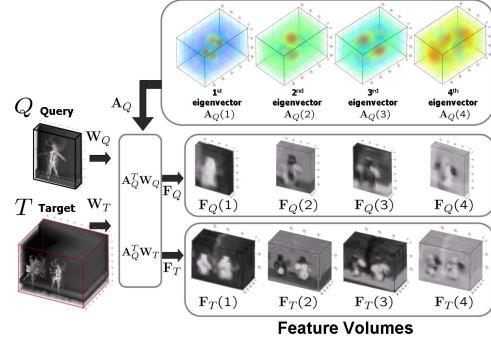 1st
eigenvector
A_Q(1)
2nd
eigenvector
A_Q(2)
3rd
eigenvector
A_Q(3)
4th
eigenvector
A_Q(4)
A_Q
Q Query
W_Q
A_Q^T W_Q
F_Q
F_Q(1) F_Q(2) F_Q(3) F_Q(4)
T Target
W_T
A_Q^T W_T
F_T
F_T(1) F_T(2) F_T(3) F_T(4)
Feature Volumes